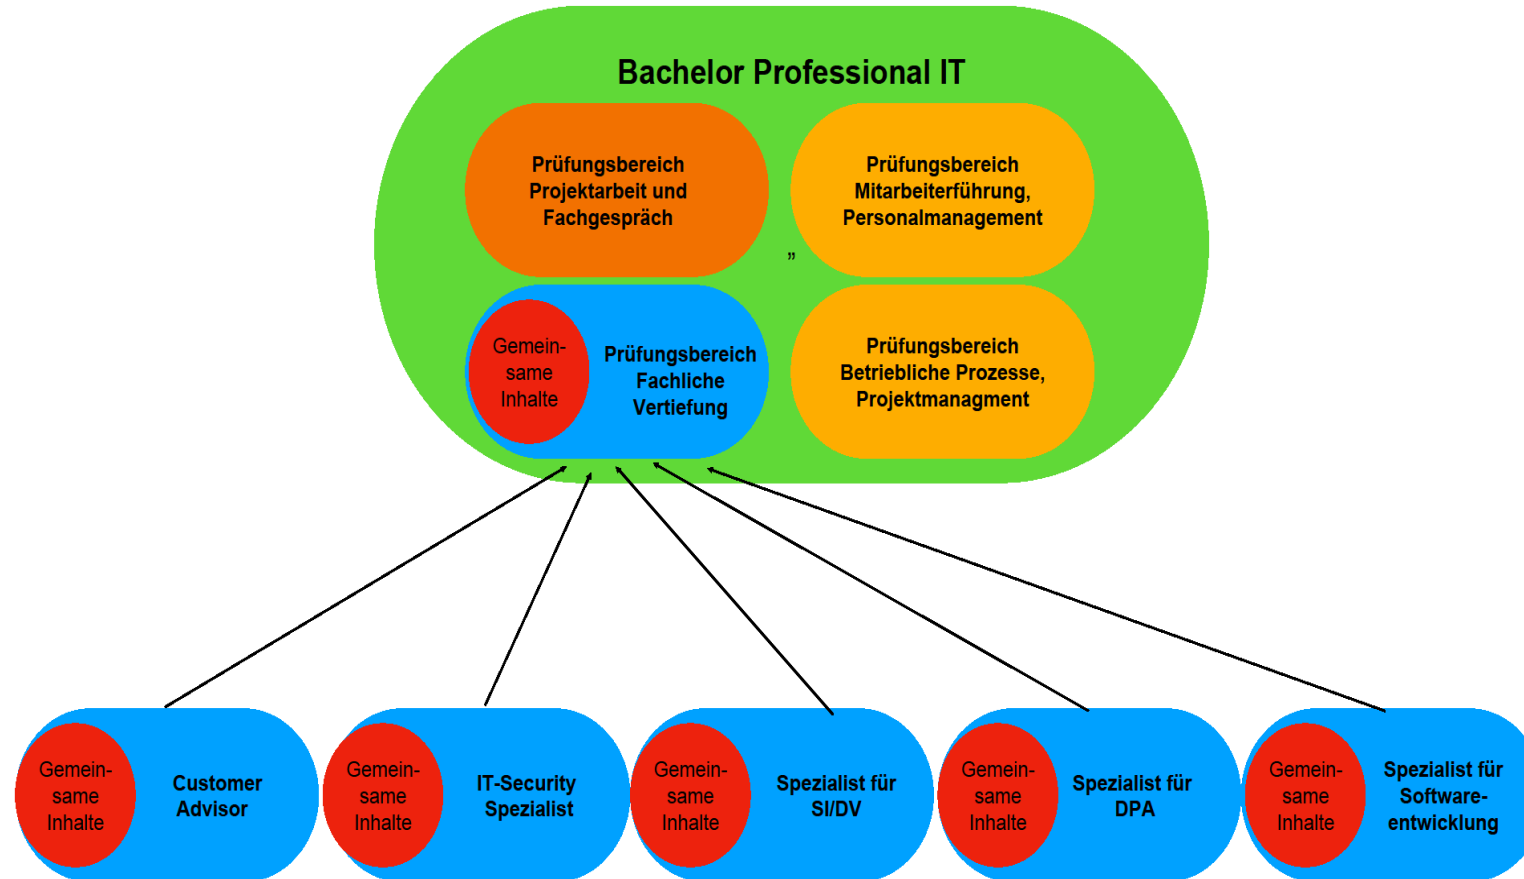 Bachelor Professional IT
Prüfungsbereich
Projektarbeit und
Fachgespräch
Prüfungsbereich
Mitarbeiterführung,
Personalmanagement
„
Gemein-
same
Inhalte
Prüfungsbereich
Fachliche
Vertiefung
Prüfungsbereich
Betriebliche Prozesse,
Projektmanagment
Gemein-
same
Inhalte
Customer
Advisor
Gemein-
same
Inhalte
IT-Security
Spezialist
Gemein-
same
Inhalte
Spezialist für
SI/DV
Gemein-
same
Inhalte
Spezialist für
DPA
Gemein-
same
Inhalte
Spezialist für
Software-
entwicklung